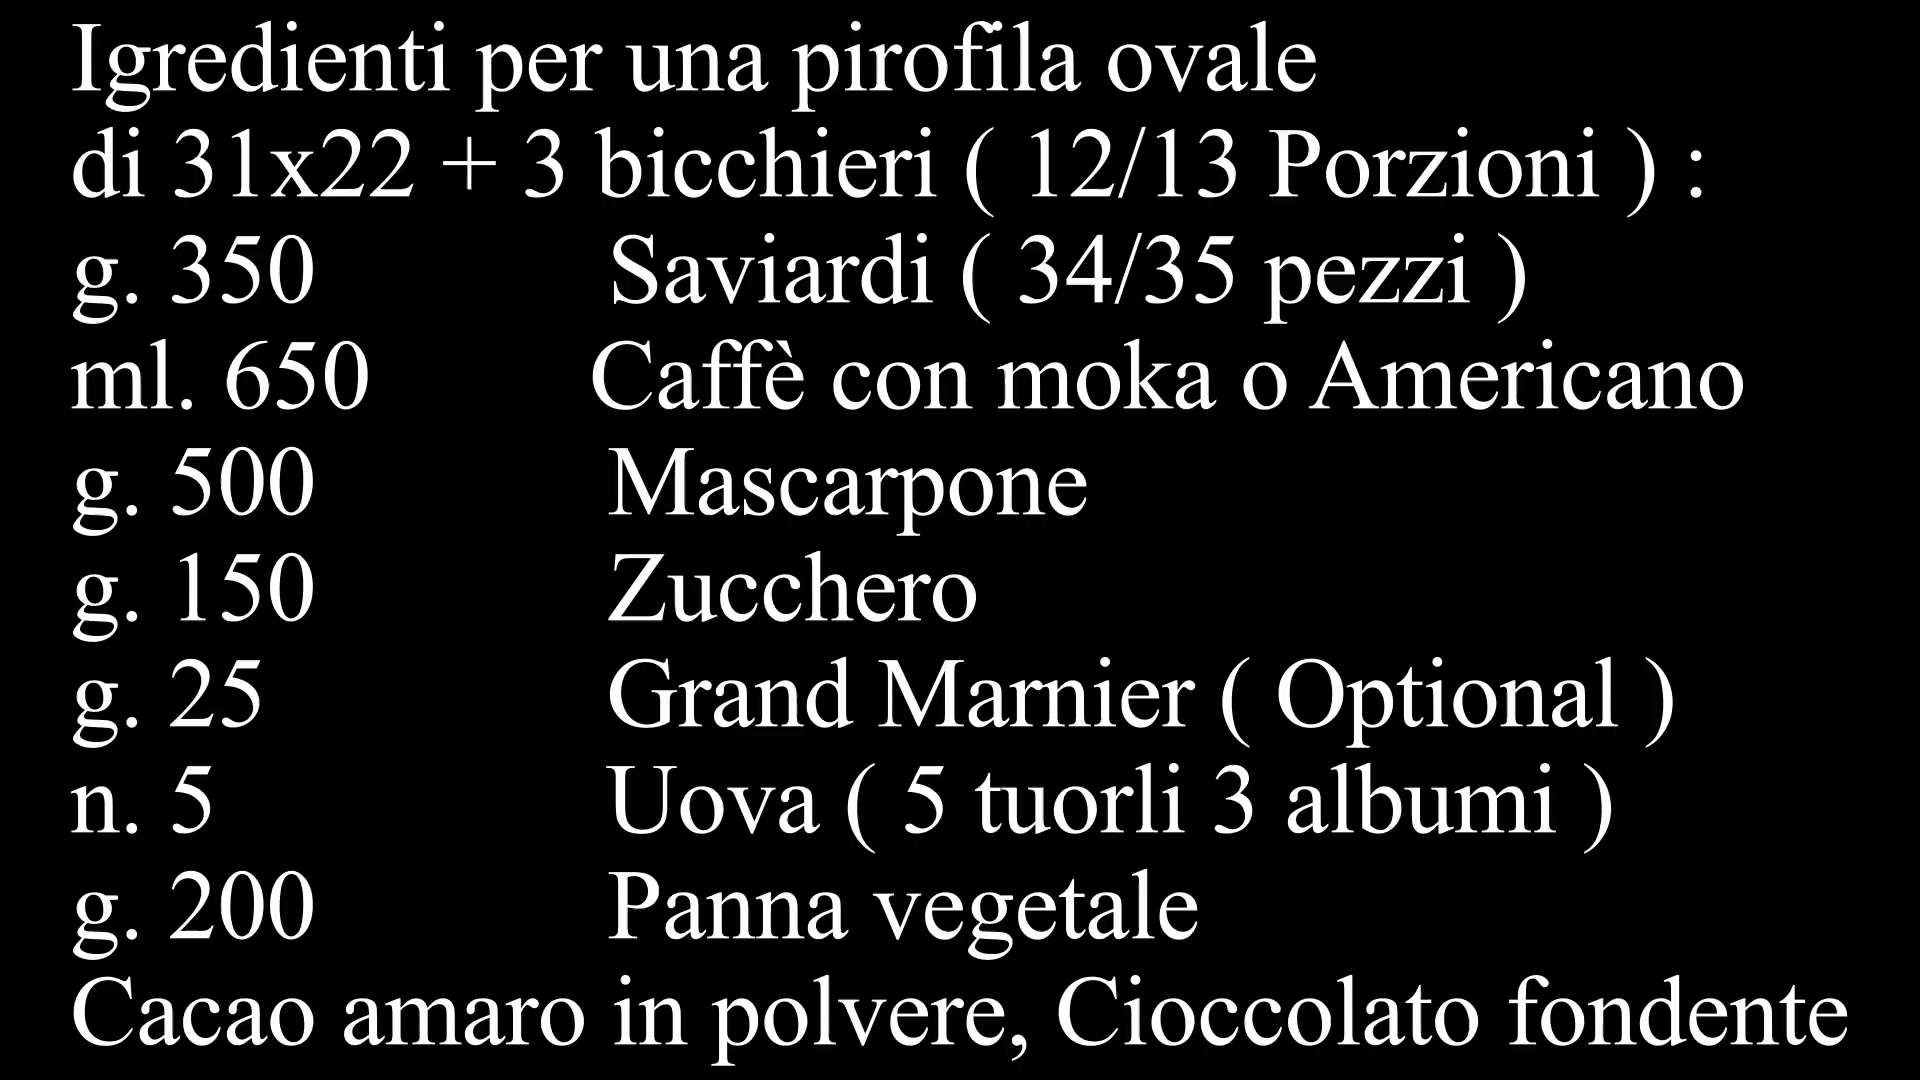 Igredienti per una pirofila ovale
di 31x22 + 3 bicchieri ( 12/13 Porzioni ) :
g. 350 Saviardi ( 34/35 pezzi )
ml. 650 Caffè con moka o Americano
g. 500 Mascarpone
g. 150 Zucchero
g. 25 Grand Marnier ( Optional )
n. 5 Uova ( 5 tuorli 3 albumi )
g. 200 Panna vegetale
Cacao amaro in polvere, Cioccolato fondente